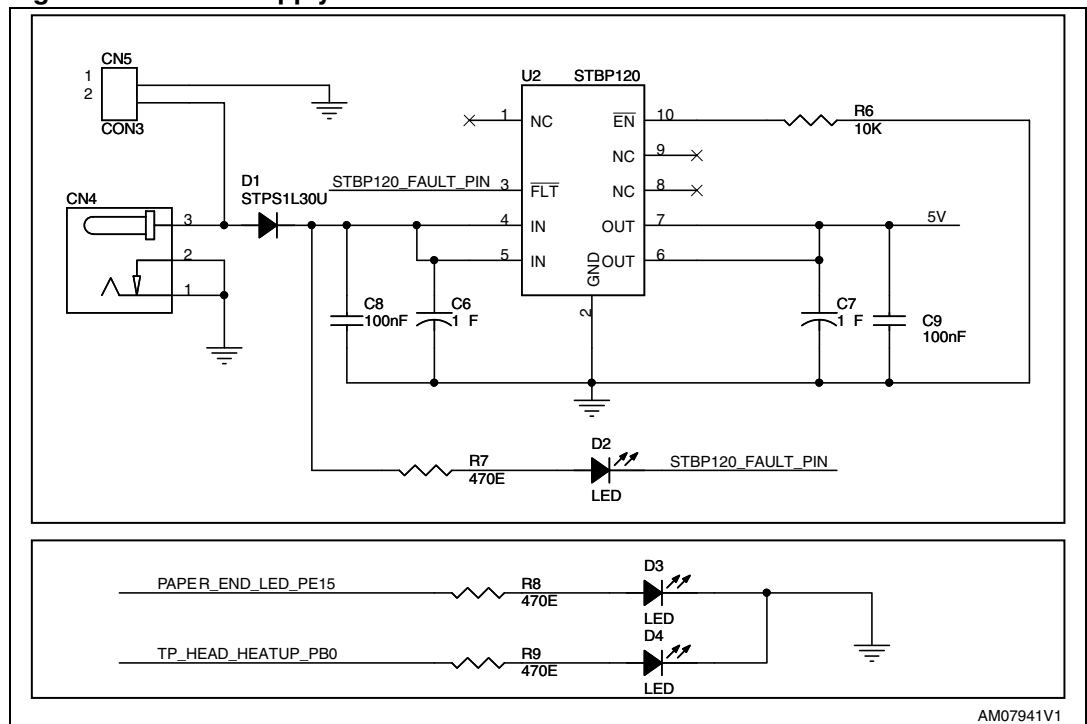 CN5
1
2
CON3
CN4
3
2
1
D1
STPS1L30U
STBP120_FAULT_PIN
U2 STBP120
1 NC
3 FLT
4 IN
5 IN
GND
2
EN 10
NC 9
NC 8
OUT 7
OUT 6
R6
10K
5V
C8
100nF
C6
1 F
C7
1 F
C9
100nF
R7
470E
D2
LED
STBP120_FAULT_PIN
PAPER_END_LED_PE15
R8
470E
D3
LED
TP_HEAD_HEATUP_PB0
R9
470E
D4
LED
AM07941V1